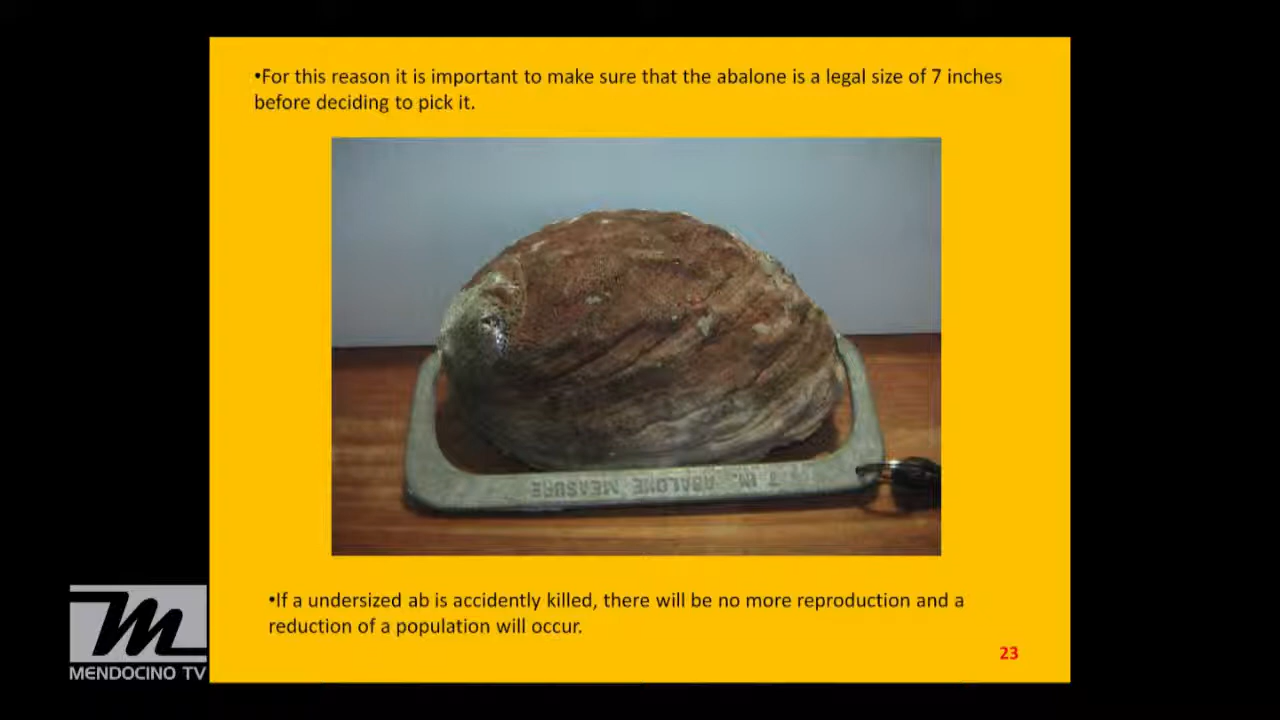 •For this reason it is important to make sure that the abalone is a legal size of 7 inches
before deciding to pick it.
7 IN. ABALONE MEASURE
•If a undersized ab is accidently killed, there will be no more reproduction and a
reduction of a population will occur.
23
M
MENDOCINO TV